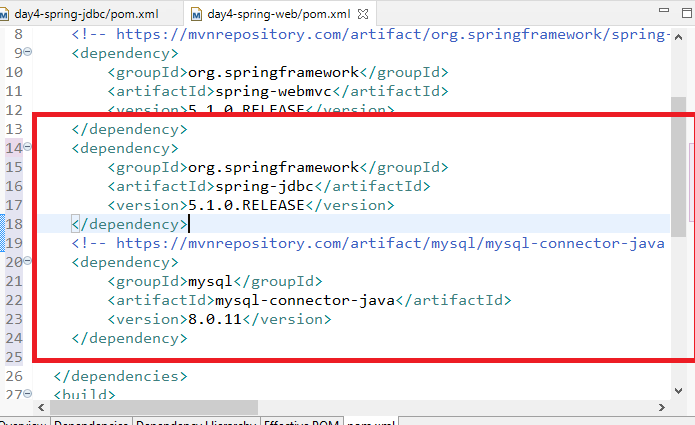 day4-spring-jdbc/pom.xml
day4-spring-web/pom.xml
8 <!-- https://mvnrepository.com/artifact/org.springframework/spring-
9 <dependency>
10 <groupId>org.springframework</groupId>
11 <artifactId>spring-webmvc</artifactId>
12 <version>5.1.0.RELEASE</version>
13 </dependency>
14 <dependency>
15 <groupId>org.springframework</groupId>
16 <artifactId>spring-jdbc</artifactId>
17 <version>5.1.0.RELEASE</version>
18 </dependency>
19 <!-- https://mvnrepository.com/artifact/mysql/mysql-connector-java
20 <dependency>
21 <groupId>mysql</groupId>
22 <artifactId>mysql-connector-java</artifactId>
23 <version>8.0.11</version>
24 </dependency>
25
26 </dependencies>
27 <build>
Overview Dependencies Dependency Hierarchy Effective POM pom.xml